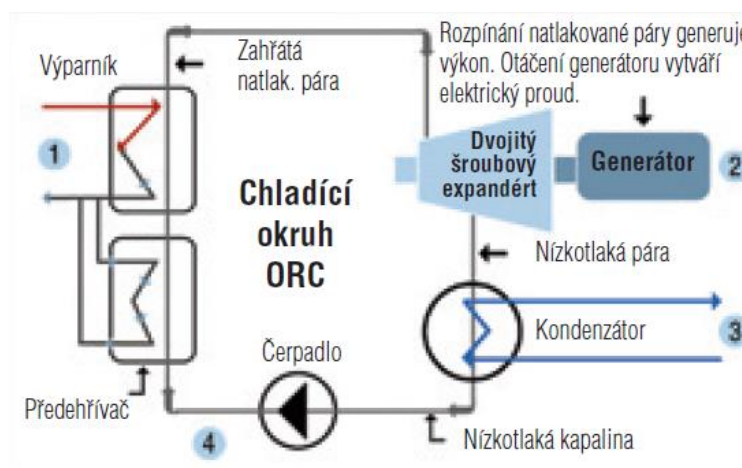 Rozpínání natlakované páry generuje
výkon. Otáčení generátoru vytváří
elektrický proud.
Výparník
Zahřátá
natlak. pára
1
Dvojitý
šroubový
expandért
Generátor
2
Chladící
okruh
ORC
Nízkotlaká pára
Kondenzátor
3
Čerpadlo
Předehřívač
4
Nízkotlaká kapalina